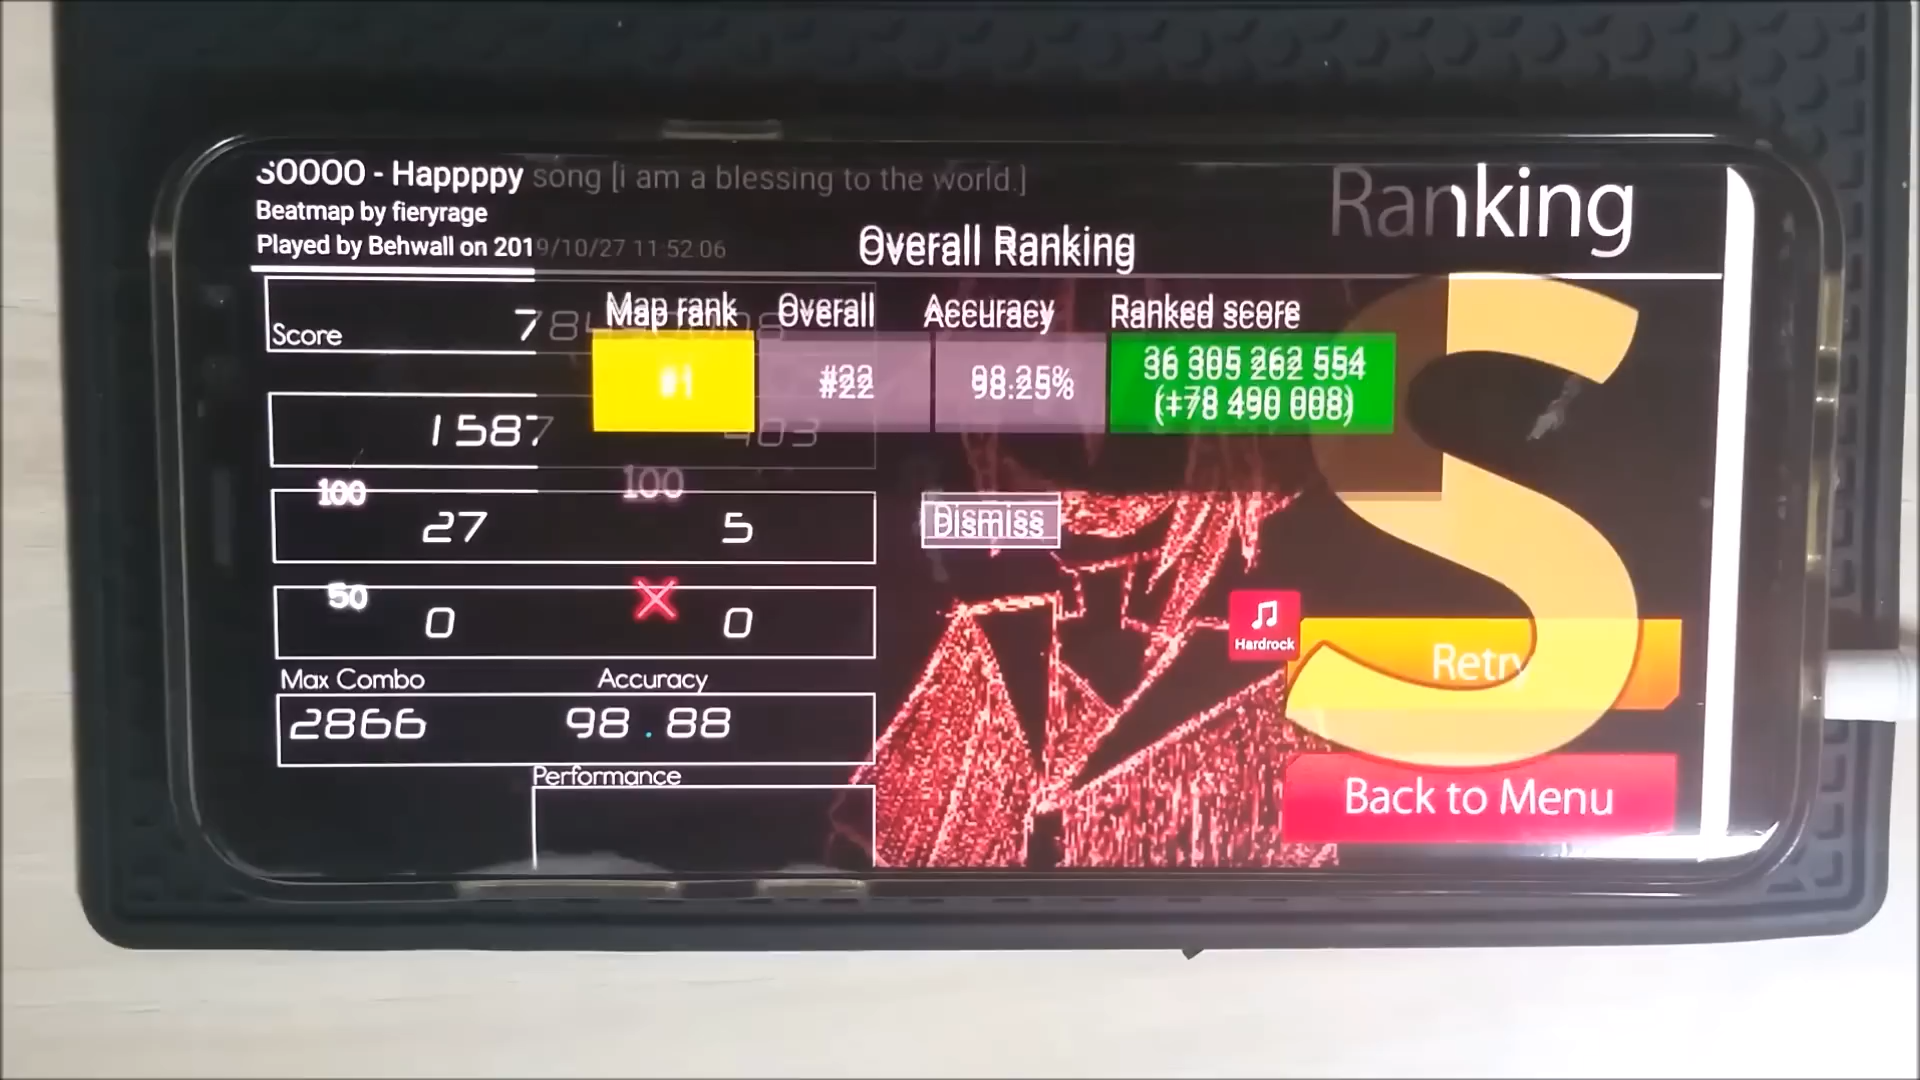 SOOOO - Happppy song [i am a blessing to the world.]
Beatmap by fieryrage
Played by Behwall on 2019/10/27 11:52:06
Ranking
Overall Ranking
Map rank Overall Accuracy Ranked score
#1 #22 98.25% 36 305 262 554
(+78 490 008)
Score
1587 403
100 100
27 5
Dismiss
50
0 0
Hardrock
Retry
Max Combo Accuracy
2866 98.88
Performance
Back to Menu